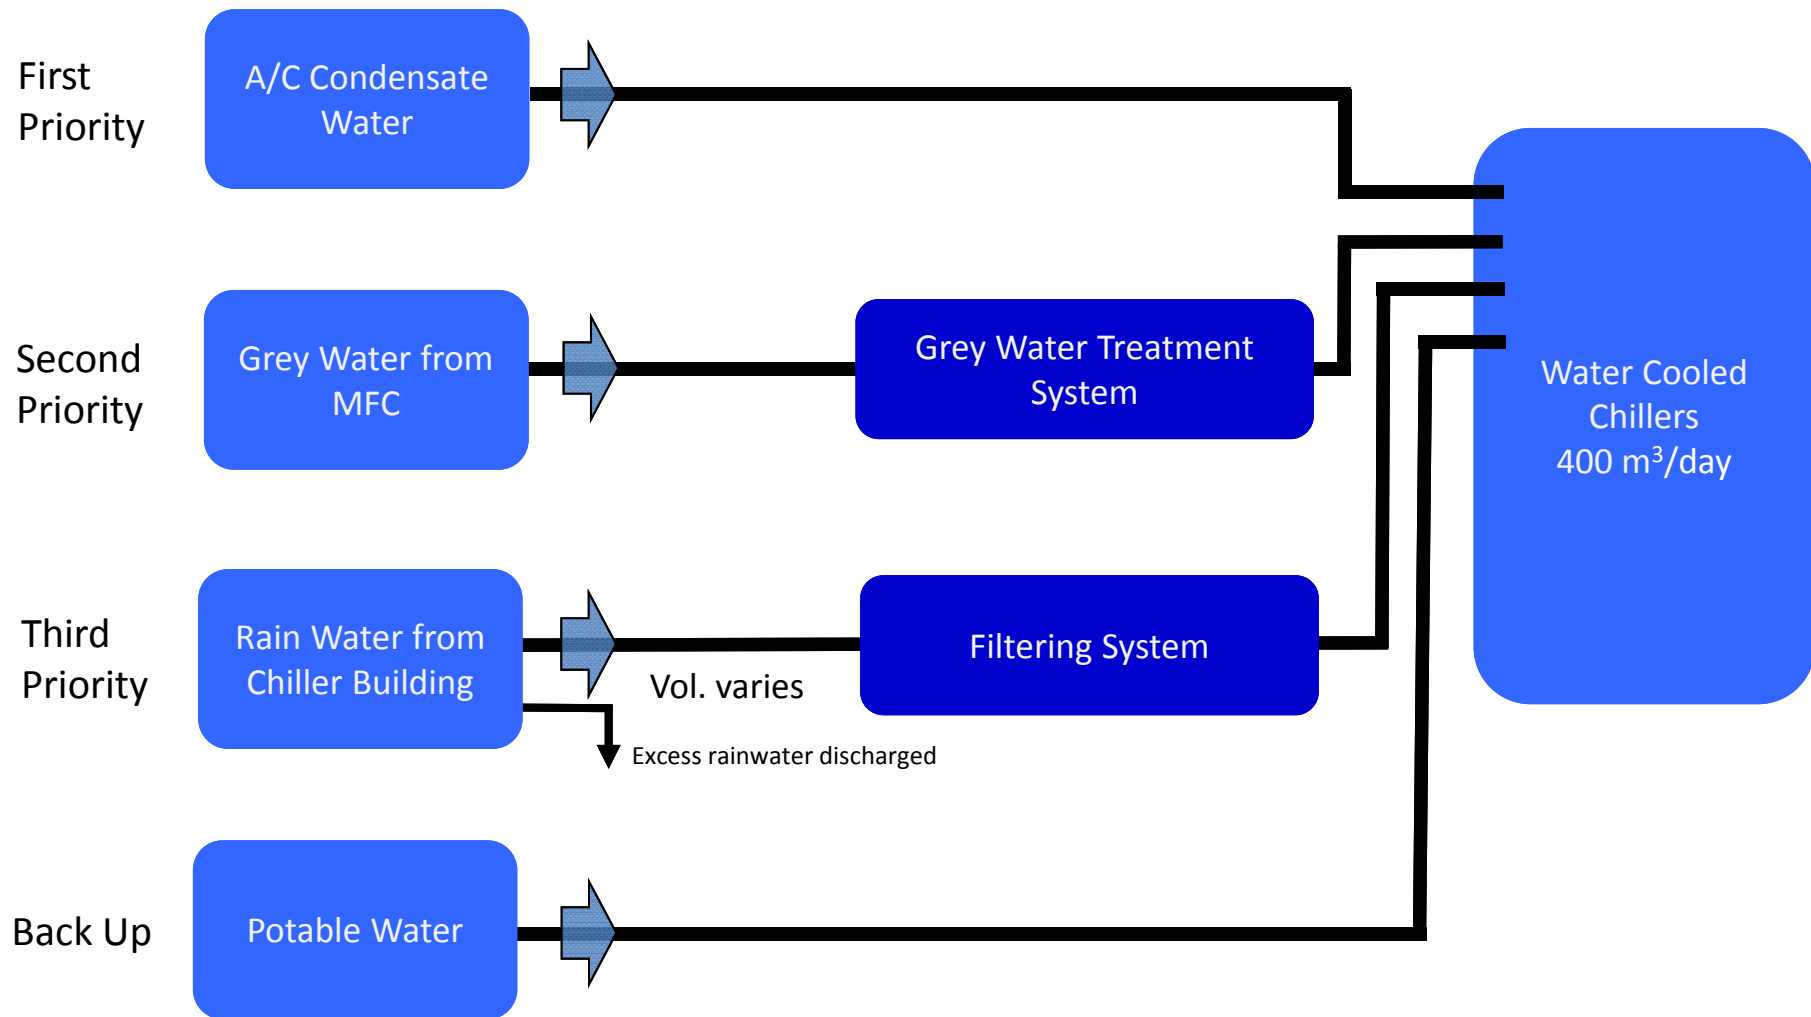 First
Priority
A/C Condensate
Water
Second
Priority
Grey Water from
MFC
Grey Water Treatment
System
Water Cooled
Chillers
400 m³/day
Third
Priority
Rain Water from
Chiller Building
Vol. varies
Filtering System
Excess rainwater discharged
Back Up
Potable Water